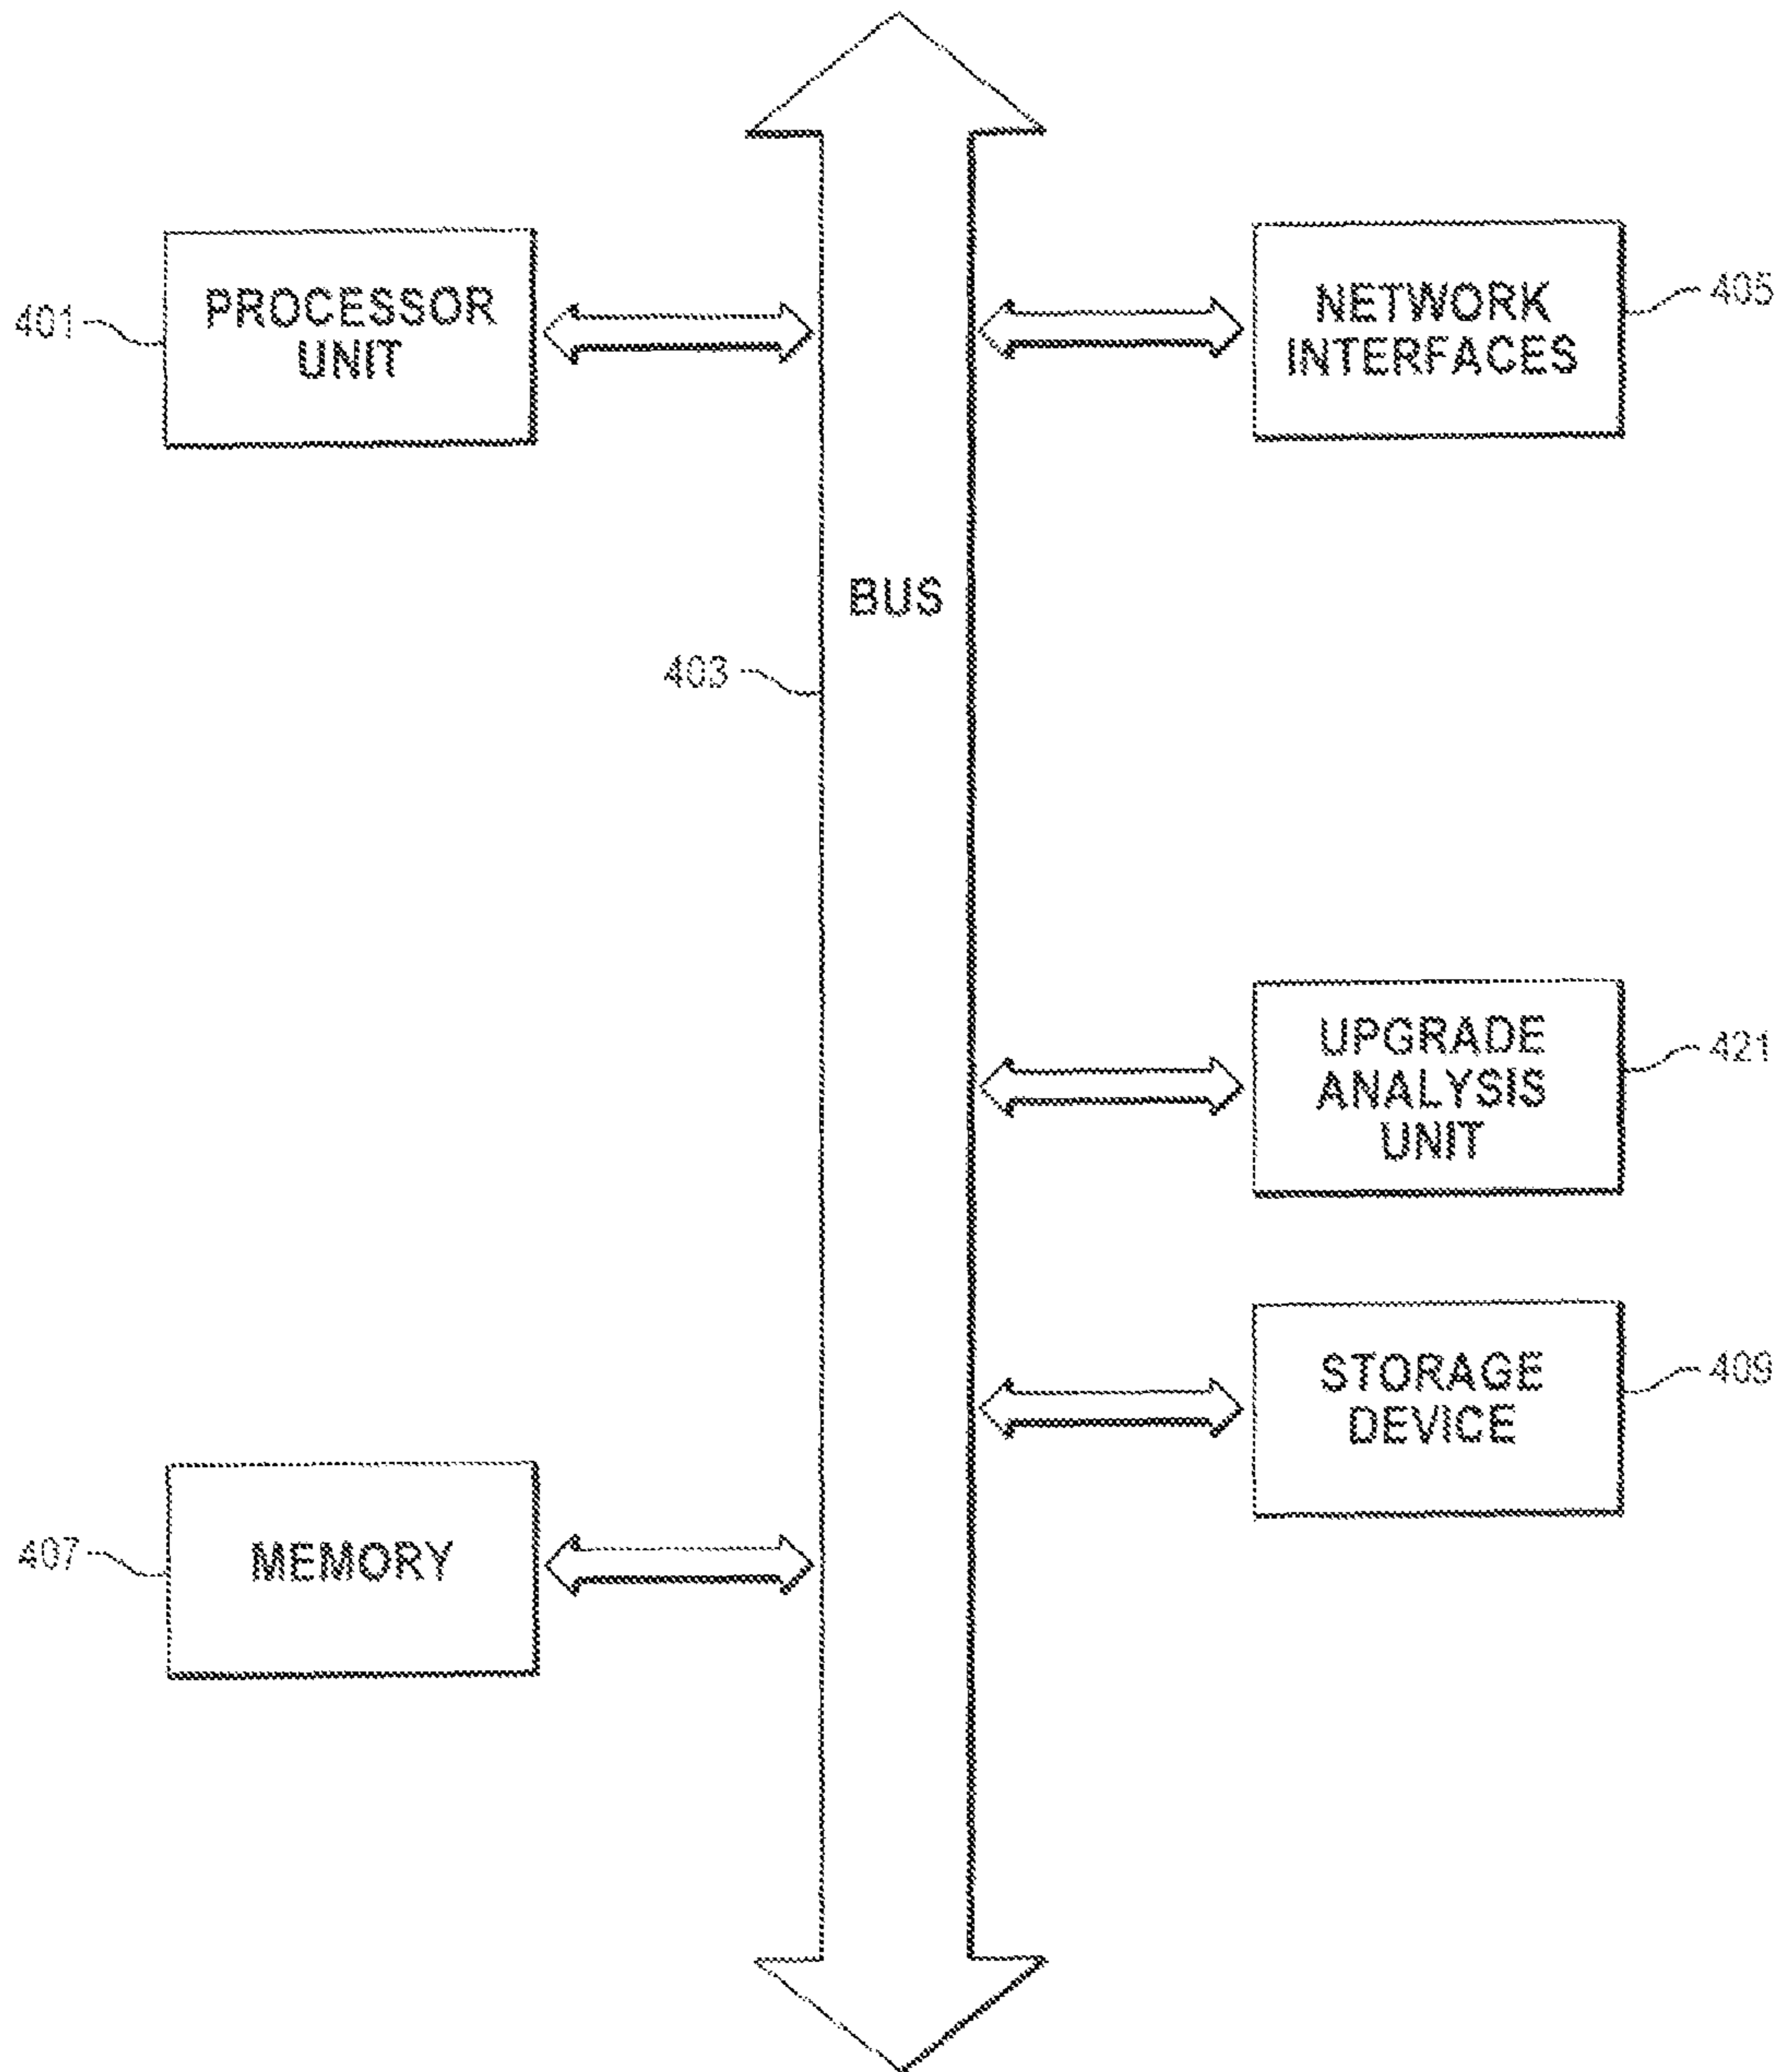 401
PROCESSOR
UNIT
NETWORK
INTERFACES
405
BUS
403
UPGRADE
ANALYSIS
UNIT
421
STORAGE
DEVICE
409
407
MEMORY